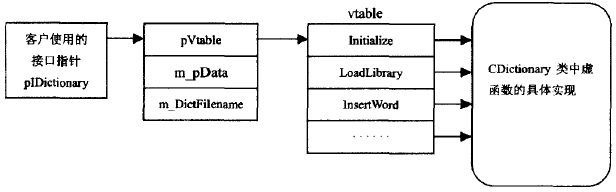 客户使用的
接口指针
pIDictionary
pVtable
m_pData
m_DictFilename
vtable
Initialize
LoadLibrary
InsertWord
······
CDictionary 类中虚
函数的具体实现